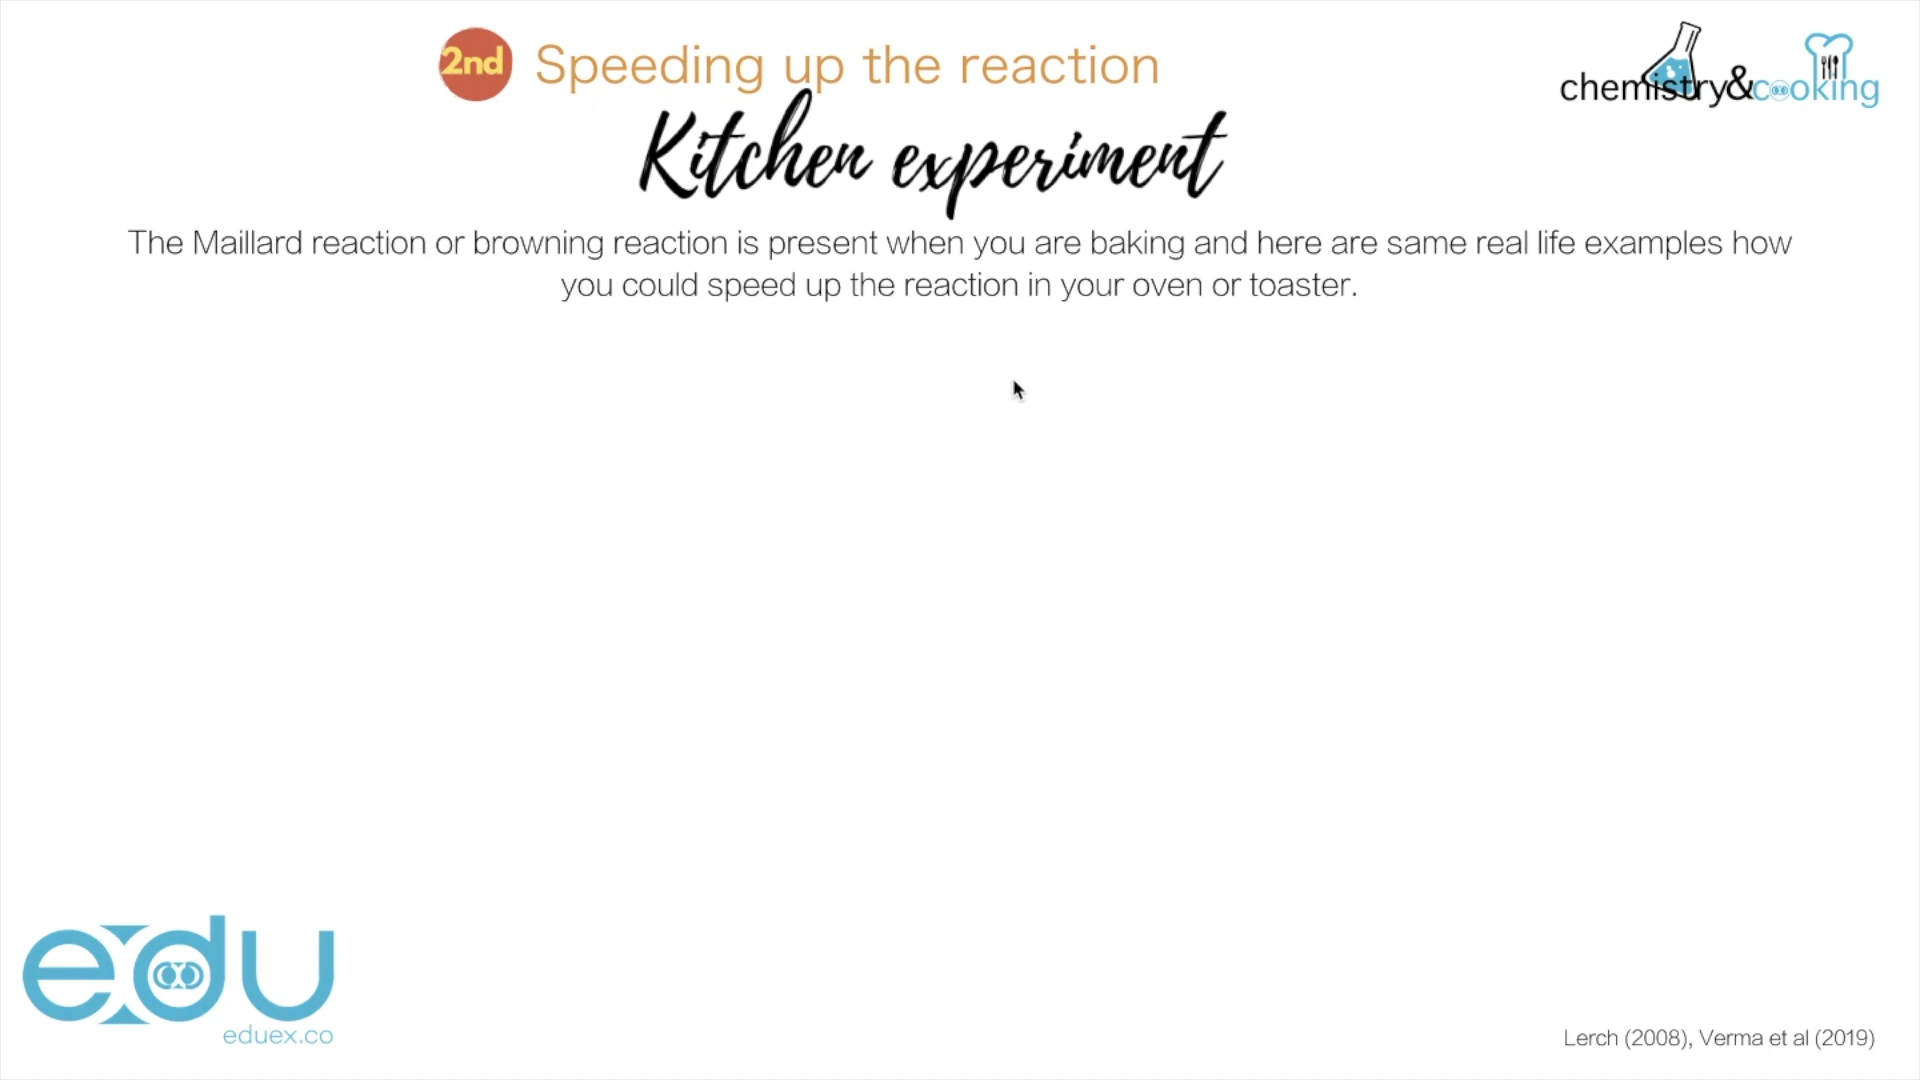 2nd Speeding up the reaction
chemistry&cooking
Kitchen experiment
The Maillard reaction or browning reaction is present when you are baking and here are same real life examples how
you could speed up the reaction in your oven or toaster.
edu
eduex.co
Lerch (2008), Verma et al (2019)